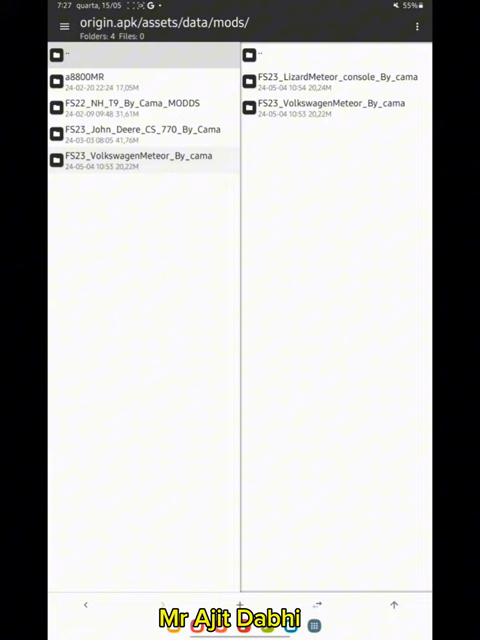 7:27 quarta, 15/05 G 55%
origin.apk/assets/data/mods/
Folders: 4 Files: 0
..
a8800MR
24-02-20 22:24 17,05M
FS22_NH_T9_By_Cama_MODDS
24-02-09 09:48 31,61M
FS23_John_Deere_CS_770_By_Cama
24-03-03 08:05 41,76M
FS23_VolkswagenMeteor_By_cama
24-05-04 10:53 20,22M
..
FS23_LizardMeteor_console_By_cama
24-05-04 10:54 20,24M
FS23_VolkswagenMeteor_By_cama
24-05-04 10:53 20,22M
Mr Ajit Dabhi